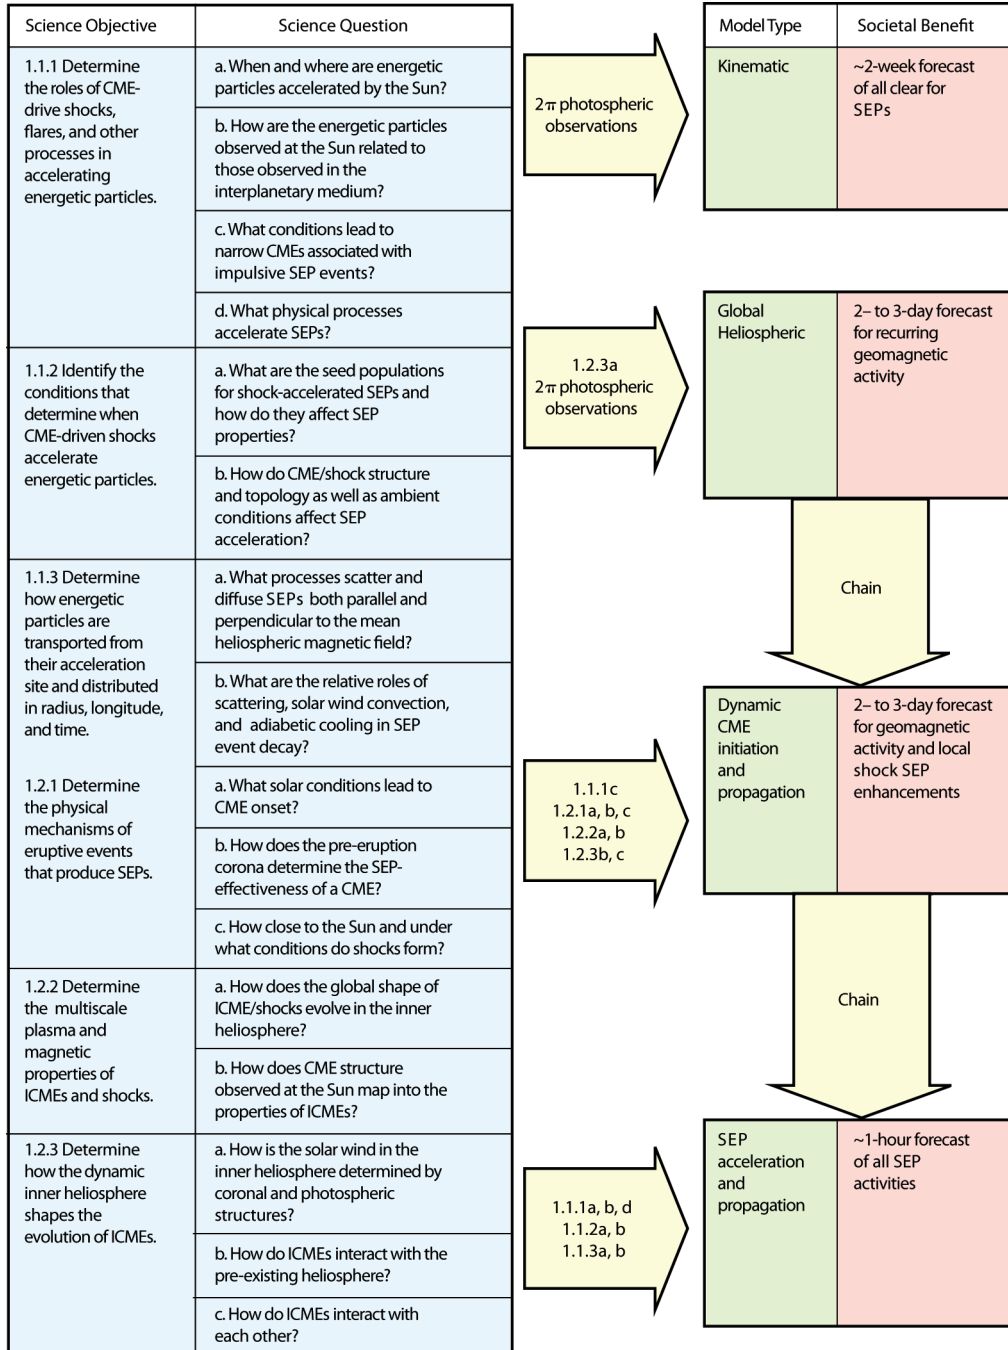 Science Objective
Science Question
1.1.1 Determine
the roles of CME-
drive shocks,
flares, and other
processes in
accelerating
energetic particles.
a. When and where are energetic
particles accelerated by the Sun?
b. How are the energetic particles
observed at the Sun related to
those observed in the
interplanetary medium?
c. What conditions lead to
narrow CMEs associated with
impulsive SEP events?
d. What physical processes
accelerate SEPs?
1.1.2 Identify the
conditions that
determine when
CME-driven shocks
accelerate
energetic particles.
a. What are the seed populations
for shock-accelerated SEPs and
how do they affect SEP
properties?
b. How do CME/shock structure
and topology as well as ambient
conditions affect SEP
acceleration?
1.1.3 Determine
how energetic
particles are
transported from
their acceleration
site and distributed
in radius, longitude,
and time.
a. What processes scatter and
diffuse SEPs both parallel and
perpendicular to the mean
heliospheric magnetic field?
b. What are the relative roles of
scattering, solar wind convection,
and adiabetic cooling in SEP
event decay?
1.2.1 Determine
the physical
mechanisms of
eruptive events
that produce SEPs.
a. What solar conditions lead to
CME onset?
b. How does the pre-eruption
corona determine the SEP-
effectiveness of a CME?
c. How close to the Sun and under
what conditions do shocks form?
1.2.2 Determine
the multiscale
plasma and
magnetic
properties of
ICMEs and shocks.
a. How does the global shape of
ICME/shocks evolve in the inner
heliosphere?
b. How does CME structure
observed at the Sun map into the
properties of ICMEs?
1.2.3 Determine
how the dynamic
inner heliosphere
shapes the
evolution of ICMEs.
a. How is the solar wind in the
inner heliosphere determined by
coronal and photospheric
structures?
b. How do ICMEs interact with the
pre-existing heliosphere?
c. How do ICMEs interact with
each other?
2π photospheric
observations
1.2.3a
2π photospheric
observations
1.1.1c
1.2.1a, b, c
1.2.2a, b
1.2.3b, c
1.1.1a, b, d
1.1.2a, b
1.1.3a, b
Model Type
Societal Benefit
Kinematic
~2-week forecast
of all clear for
SEPs
Global
Heliospheric
2– to 3-day forecast
for recurring
geomagnetic
activity
Chain
Dynamic
CME
initiation
and
propagation
2– to 3-day forecast
for geomagnetic
activity and local
shock SEP
enhancements
Chain
SEP
acceleration
and
propagation
~1-hour forecast
of all SEP
activities